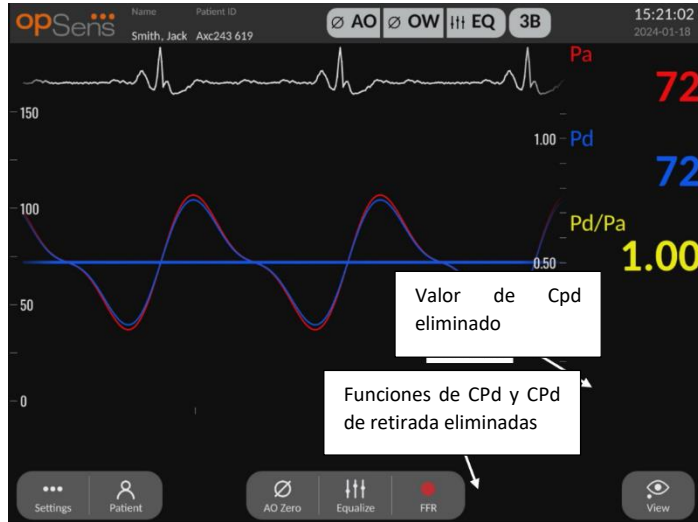 opSens
Name Patient ID
Smith, Jack Axc243 619
Ø AO Ø OW EQ 3B
15:21:02
2024-01-18
Pa
72
150
1.00 Pd
72
100
Pd/Pa
0.50 1.00
Valor de Cpd
eliminado
50
Funciones de CPd y CPd
de retirada eliminadas
0
Settings Patient AO Zero Equalize FFR View